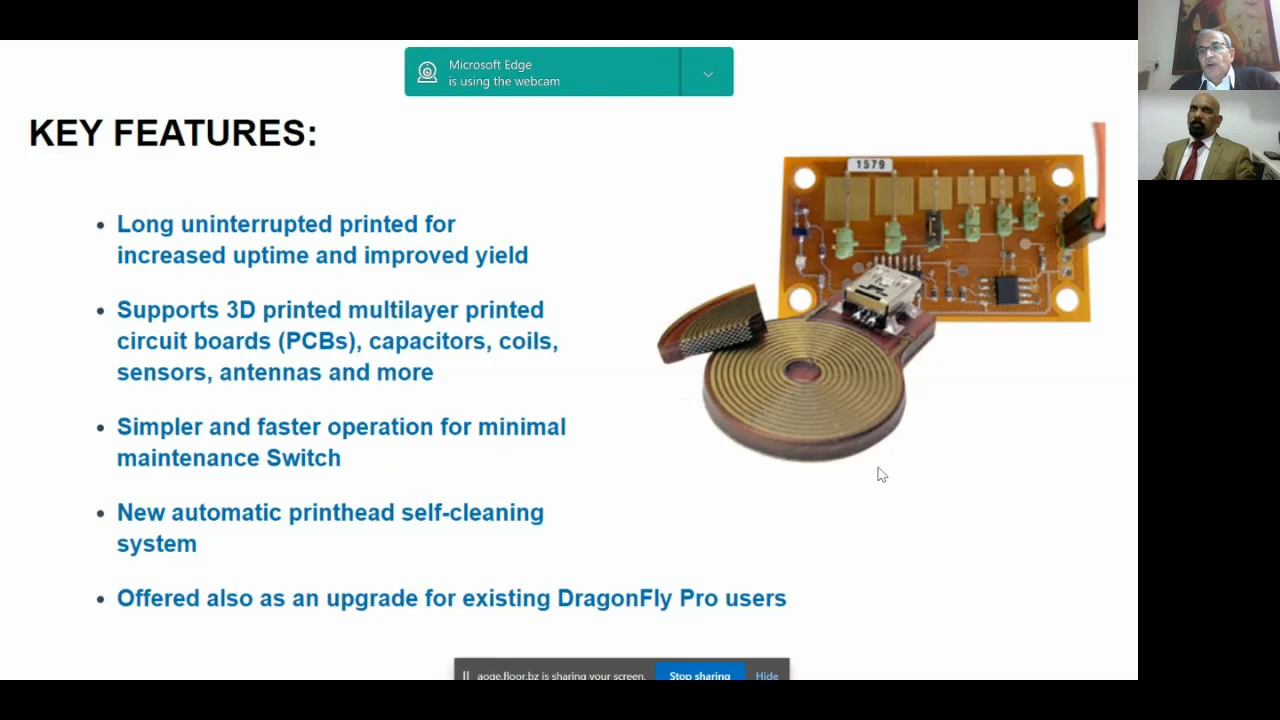 Microsoft Edge
is using the webcam
KEY FEATURES:
1579
• Long uninterrupted printed for
increased uptime and improved yield
• Supports 3D printed multilayer printed
circuit boards (PCBs), capacitors, coils,
sensors, antennas and more
• Simpler and faster operation for minimal
maintenance Switch
• New automatic printhead self-cleaning
system
• Offered also as an upgrade for existing DragonFly Pro users
aoge.floor.bz is sharing your screen.
Stop sharing
Hide